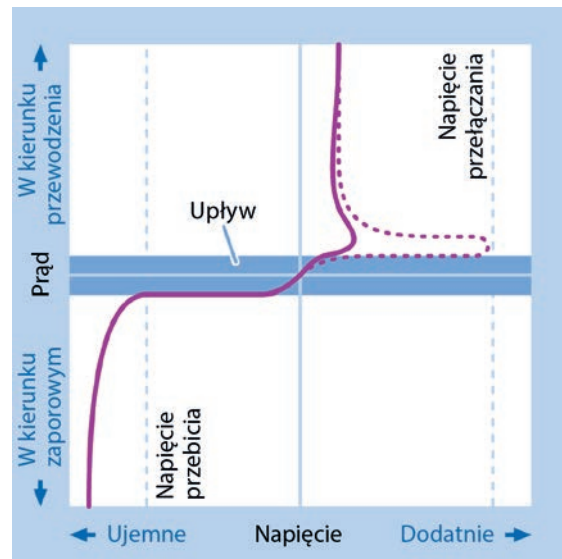 W kierunku
przewodzenia
Napięcie
przełączania
Upływ
Prąd
W kierunku
zaporowym
Napięcie
przebicia
Ujemne
Napięcie
Dodatnie